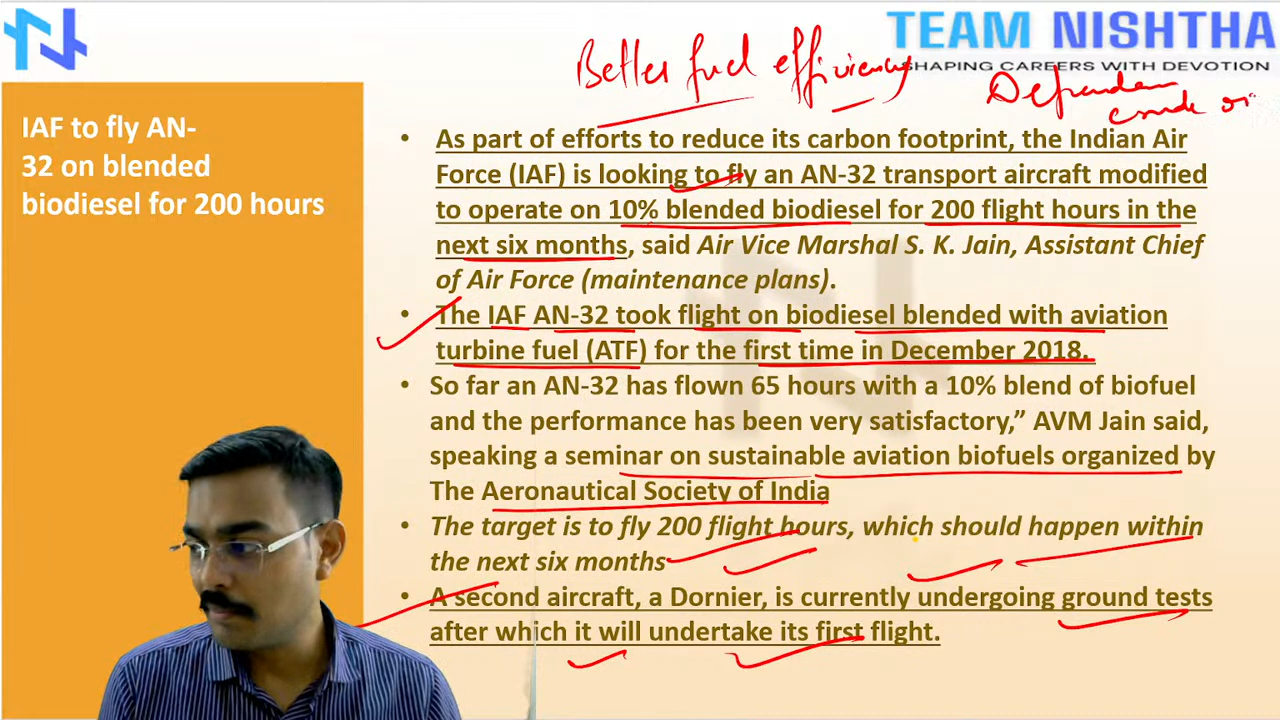 TEAM NISHTHA
SHAPING CAREERS WITH DEVOTION
Better fuel efficiency
Dependen
crude oi
IAF to fly AN-
32 on blended
biodiesel for 200 hours
• As part of efforts to reduce its carbon footprint, the Indian Air
Force (IAF) is looking to fly an AN-32 transport aircraft modified
to operate on 10% blended biodiesel for 200 flight hours in the
next six months, said Air Vice Marshal S. K. Jain, Assistant Chief
of Air Force (maintenance plans).
• The IAF AN-32 took flight on biodiesel blended with aviation
turbine fuel (ATF) for the first time in December 2018.
• So far an AN-32 has flown 65 hours with a 10% blend of biofuel
and the performance has been very satisfactory,” AVM Jain said,
speaking a seminar on sustainable aviation biofuels organized by
The Aeronautical Society of India
• The target is to fly 200 flight hours, which should happen within
the next six months
• A second aircraft, a Dornier, is currently undergoing ground tests
after which it will undertake its first flight.